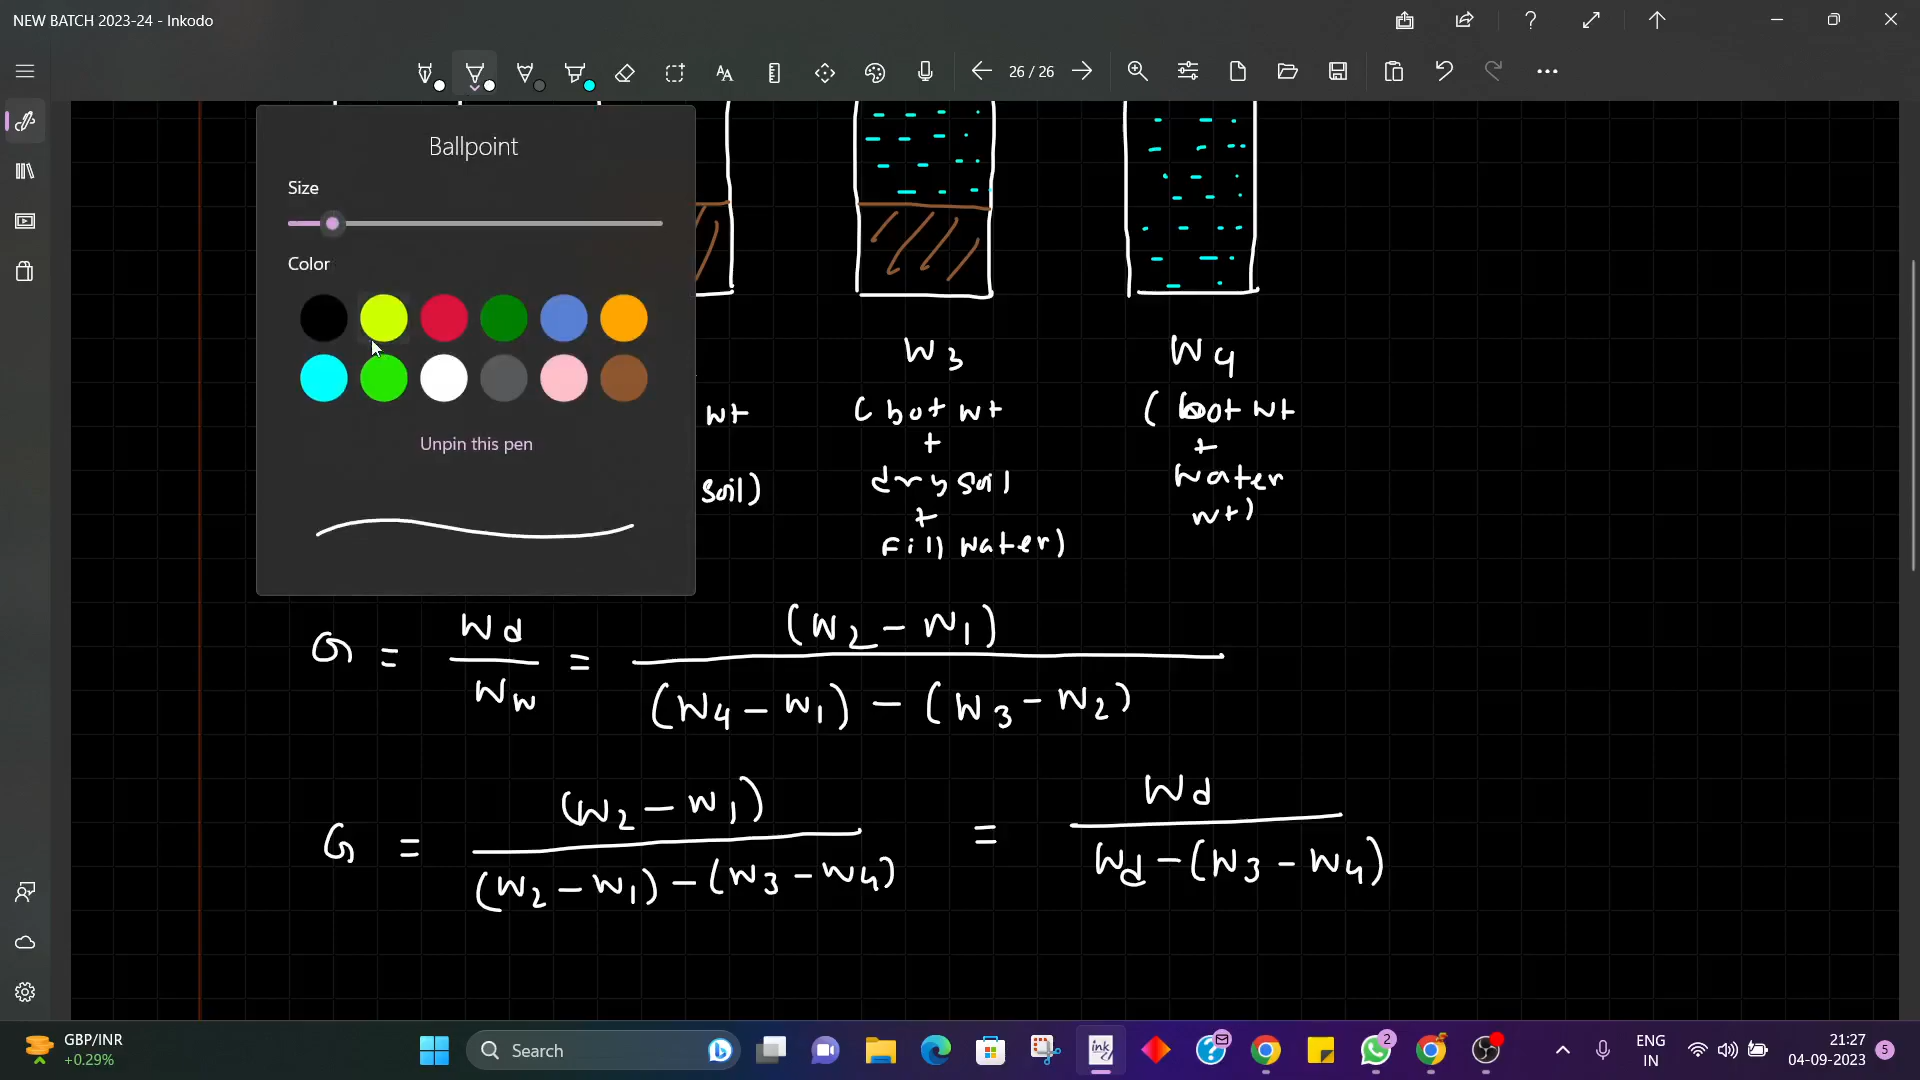 NEW BATCH 2023-24 - Inkodo
26 / 26
Ballpoint
Size
Color
Unpin this pen
W3
W4
wt
(bot wt
(bot wt
+
+
soil)
dry soil
water
+
wt)
Fill water)
G = Wd / Ww = (W2 - W1) / (W4 - W1) - (W3 - W2)
G = (W2 - W1) / (W2 - W1) - (W3 - W4) = Wd / Wd - (W3 - W4)
GBP/INR
+0.29%
Search
ink
2
ENG
IN
21:27
04-09-2023
5